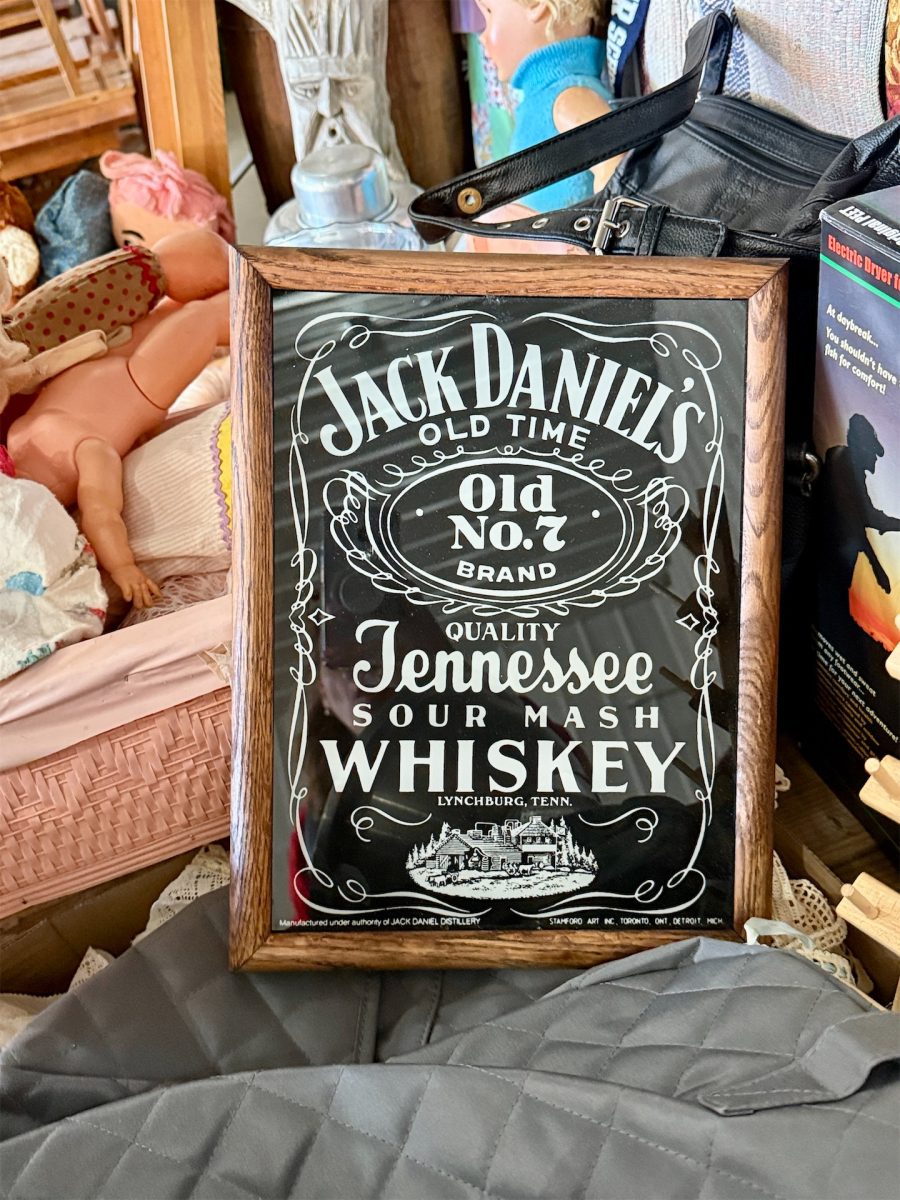 JACK DANIEL'S
OLD TIME
Old
No.7
BRAND
QUALITY
Tennessee
SOUR MASH
WHISKEY
LYNCHBURG, TENN.
Manufactured under authority of JACK DANIEL DISTILLERY
STAMFORD ART INC, TORONTO, ONT, DETROIT, MICH.
Electric Dryer fo
At daybreak...
You shouldn't have
fish for comfort!